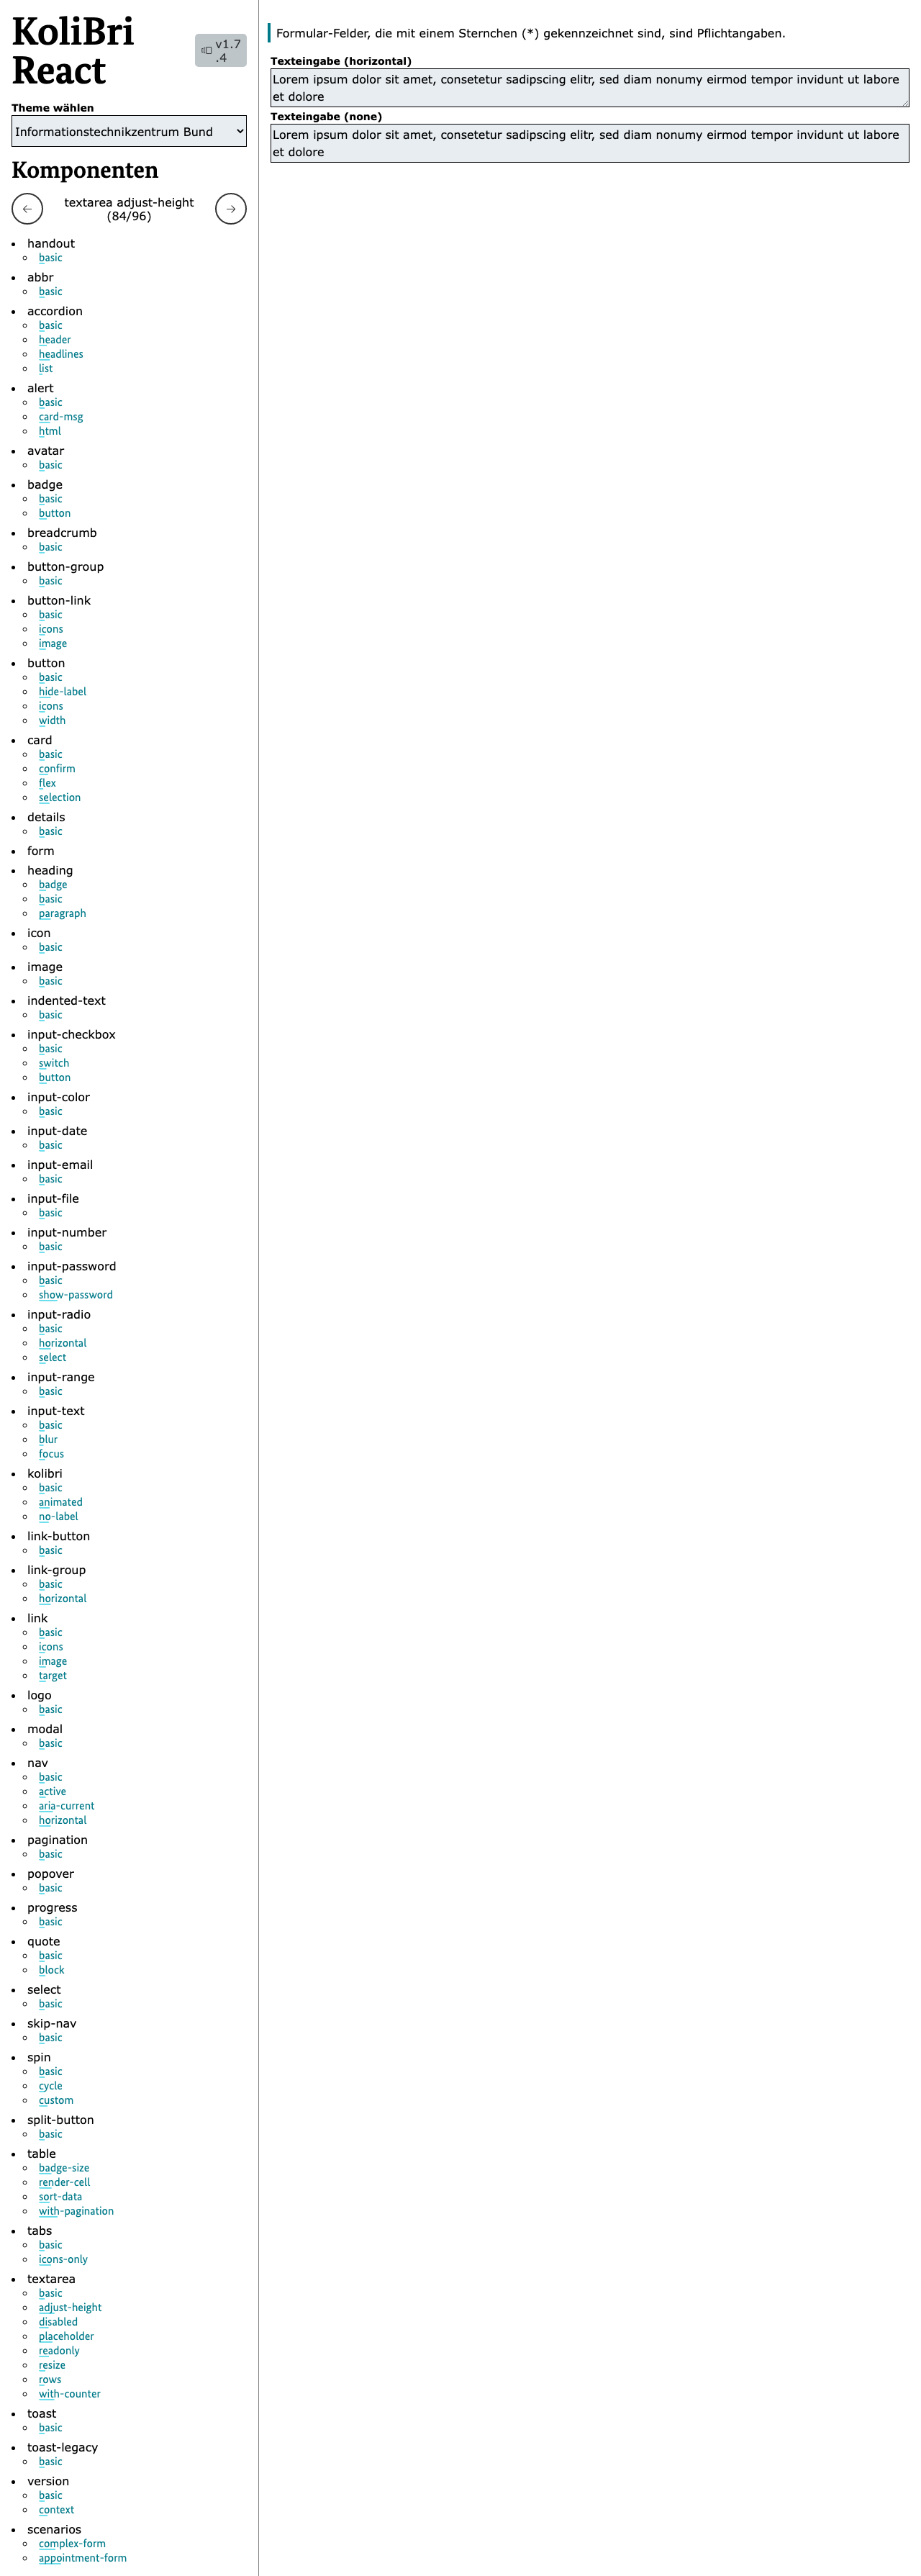 KoliBri
React
v1.7
.4
Theme wählen
Informationstechnikzentrum Bund
Komponenten
textarea adjust-height
(84/96)
handout
basic
abbr
basic
accordion
basic
header
headlines
list
alert
basic
card-msg
html
avatar
basic
badge
basic
button
breadcrumb
basic
button-group
basic
button-link
basic
icons
image
button
basic
hide-label
icons
width
card
basic
confirm
flex
selection
details
basic
form
heading
badge
basic
paragraph
icon
basic
image
basic
indented-text
basic
input-checkbox
basic
switch
button
input-color
basic
input-date
basic
input-email
basic
input-file
basic
input-number
basic
input-password
basic
show-password
input-radio
basic
horizontal
select
input-range
basic
input-text
basic
blur
focus
kolibri
basic
animated
no-label
link-button
basic
link-group
basic
horizontal
link
basic
icons
image
target
logo
basic
modal
basic
nav
basic
active
aria-current
horizontal
pagination
basic
popover
basic
progress
basic
quote
basic
block
select
basic
skip-nav
basic
spin
basic
cycle
custom
split-button
basic
table
badge-size
render-cell
sort-data
with-pagination
tabs
basic
icons-only
textarea
basic
adjust-height
disabled
placeholder
readonly
resize
rows
with-counter
toast
basic
toast-legacy
basic
version
basic
context
scenarios
complex-form
appointment-form
Formular-Felder, die mit einem Sternchen (*) gekennzeichnet sind, sind Pflichtangaben.
Texteingabe (horizontal)
Lorem ipsum dolor sit amet, consetetur sadipscing elitr, sed diam nonumy eirmod tempor invidunt ut labore
et dolore
Texteingabe (none)
Lorem ipsum dolor sit amet, consetetur sadipscing elitr, sed diam nonumy eirmod tempor invidunt ut labore
et dolore